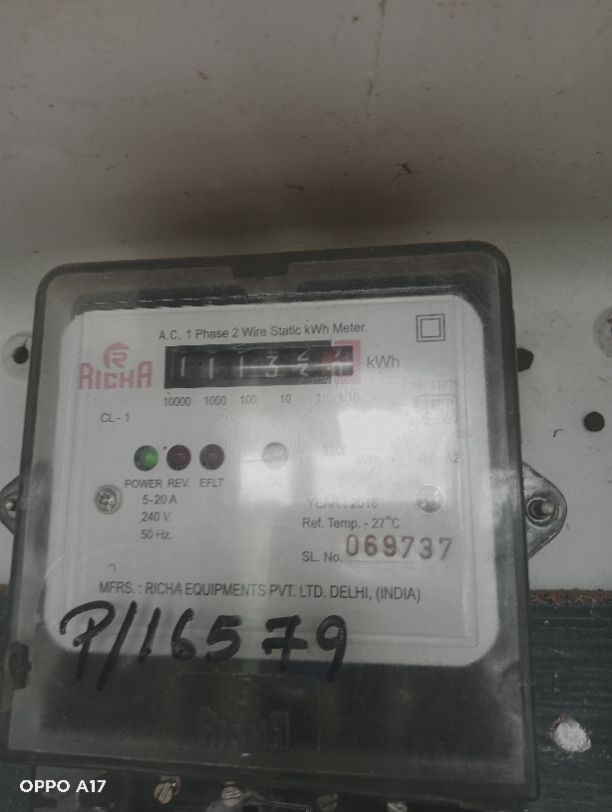 A.C. 1 Phase 2 Wire Static kWh Meter.
RICHA
kWh
10000 1000 100 10 1 1/10
CL - 1
POWER REV. EFLT CAL
5-20 A
240 V.
50 Hz.
YEAR : 2018
Ref. Temp. - 27°C
SL. No. 069737
MFRS. : RICHA EQUIPMENTS PVT. LTD. DELHI, (INDIA)
P/16579
RICHA
OPPO A17